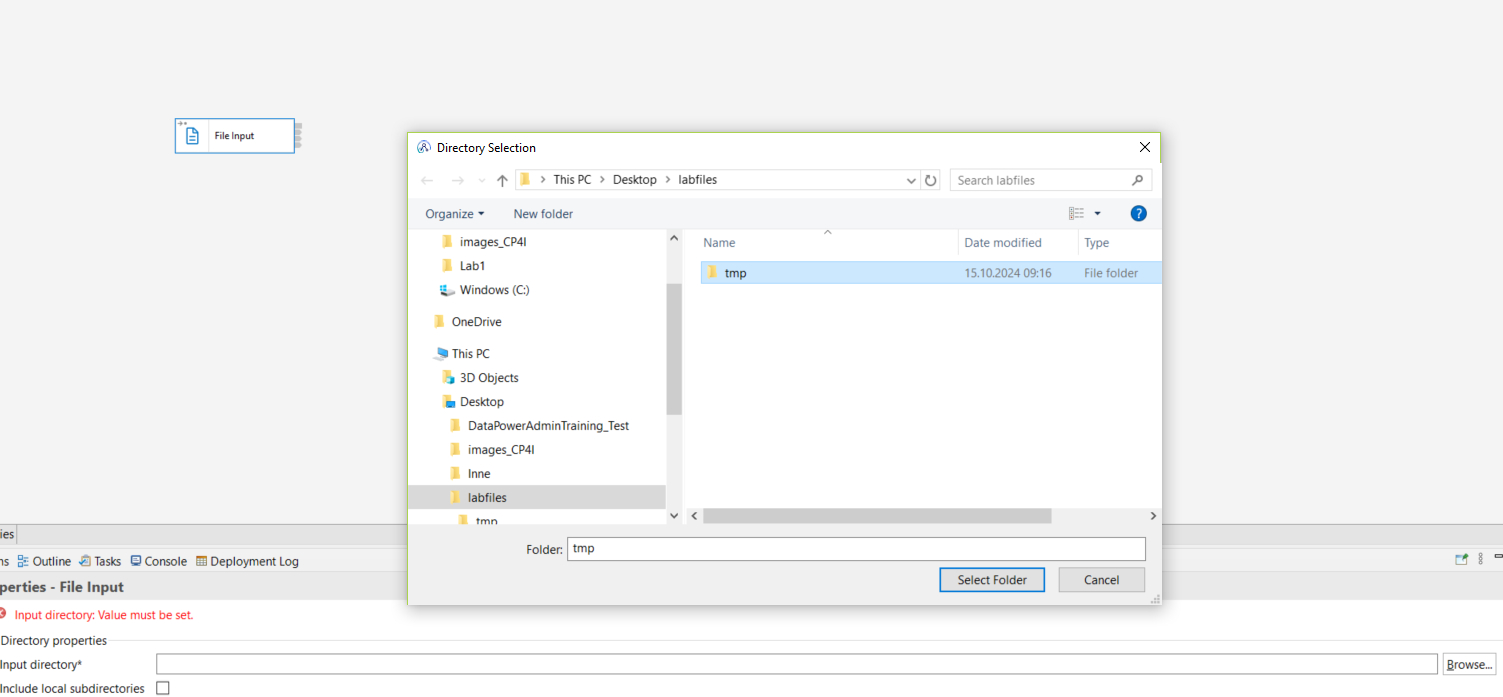 File Input
Directory Selection
This PC > Desktop > labfiles
Search labfiles
Organize New folder
images_CP4I
Lab1
Windows (C:)
OneDrive
This PC
3D Objects
Desktop
DataPowerAdminTraining_Test
images_CP4I
Inne
labfiles
tmp
Name Date modified Type
tmp 15.10.2024 09:16 File folder
Folder: tmp
Select Folder Cancel
ies
ns Outline Tasks Console Deployment Log
perties - File Input
Input directory: Value must be set.
Directory properties
Input directory* Browse...
Include local subdirectories